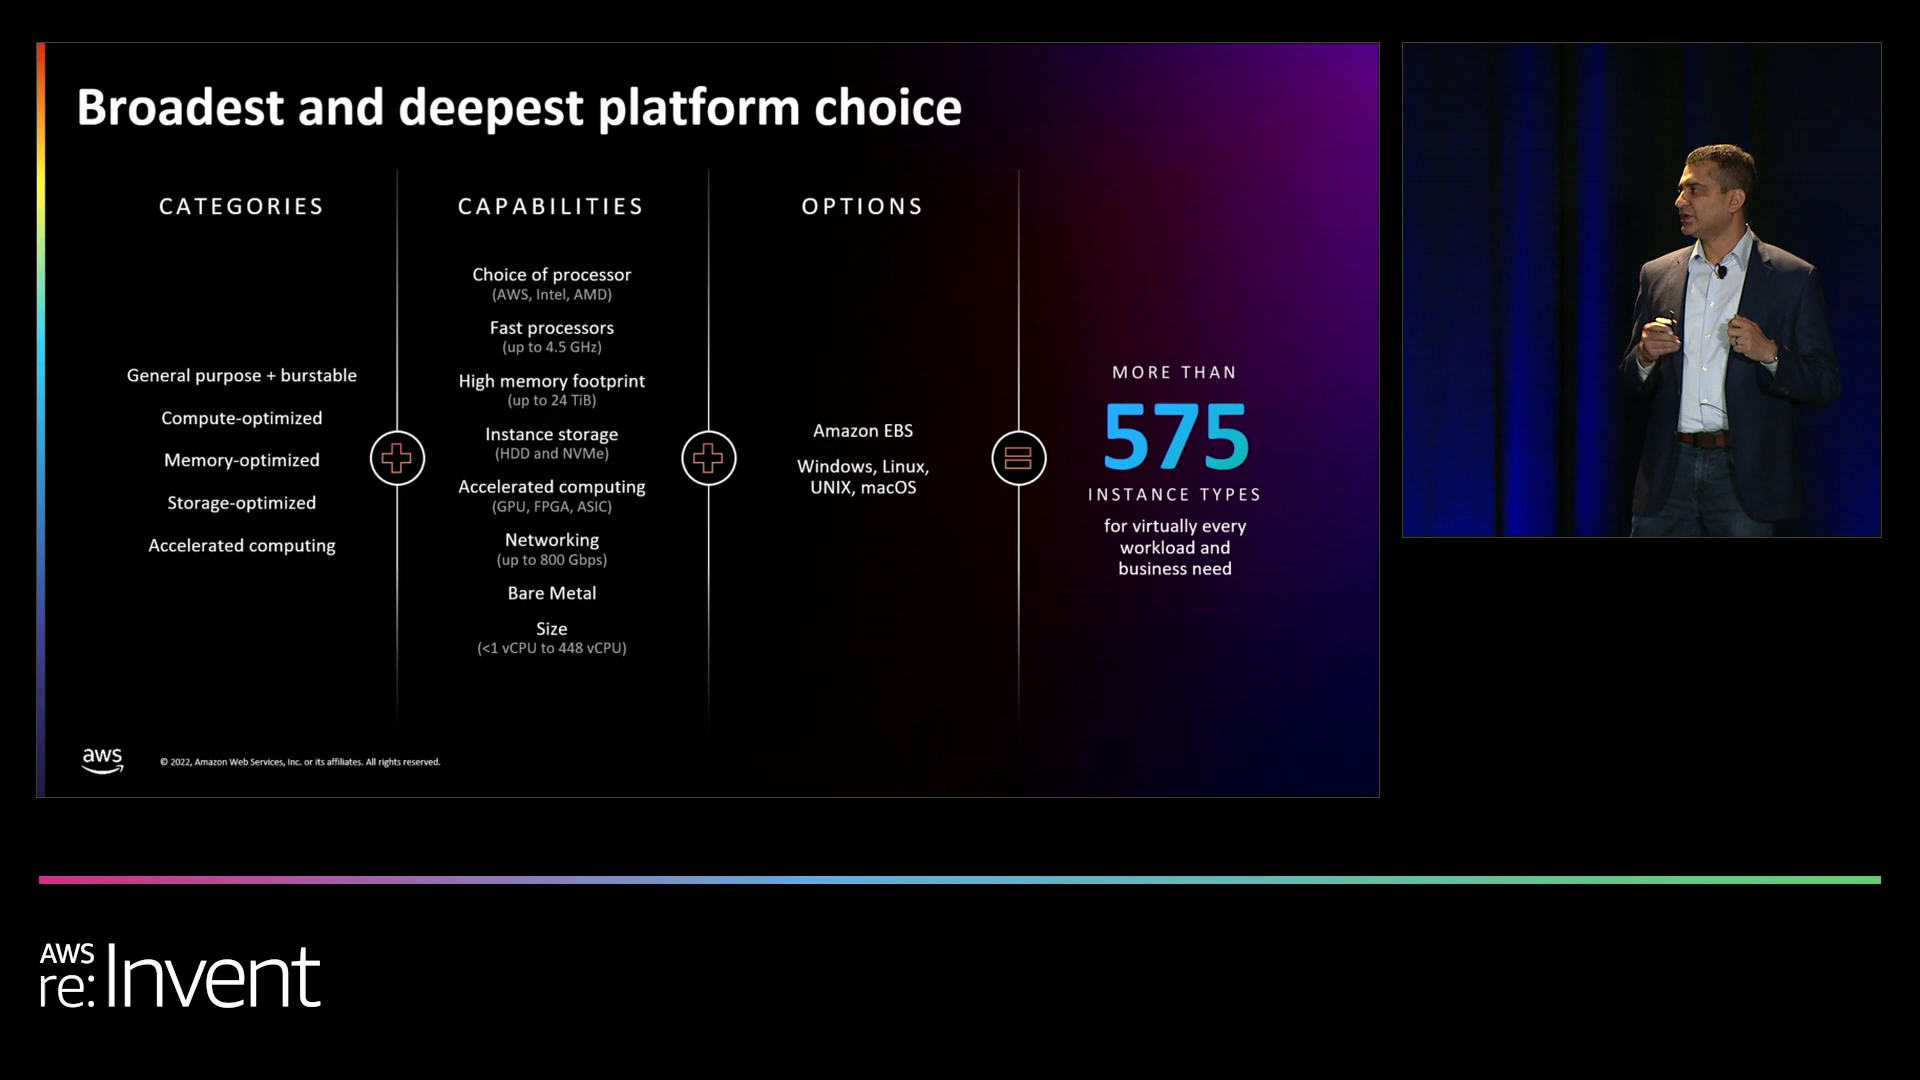 Broadest and deepest platform choice
CATEGORIES
General purpose + burstable
Compute-optimized
Memory-optimized
Storage-optimized
Accelerated computing
CAPABILITIES
Choice of processor
(AWS, Intel, AMD)
Fast processors
(up to 4.5 GHz)
High memory footprint
(up to 24 TiB)
Instance storage
(HDD and NVMe)
Accelerated computing
(GPU, FPGA, ASIC)
Networking
(up to 800 Gbps)
Bare Metal
Size
(<1 vCPU to 448 vCPU)
OPTIONS
Amazon EBS
Windows, Linux,
UNIX, macOS
MORE THAN
575
INSTANCE TYPES
for virtually every
workload and
business need
aws
© 2022, Amazon Web Services, Inc. or its affiliates. All rights reserved.
AWS
re:Invent